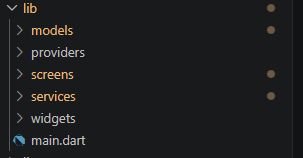 lib
models
providers
screens
services
widgets
main.dart